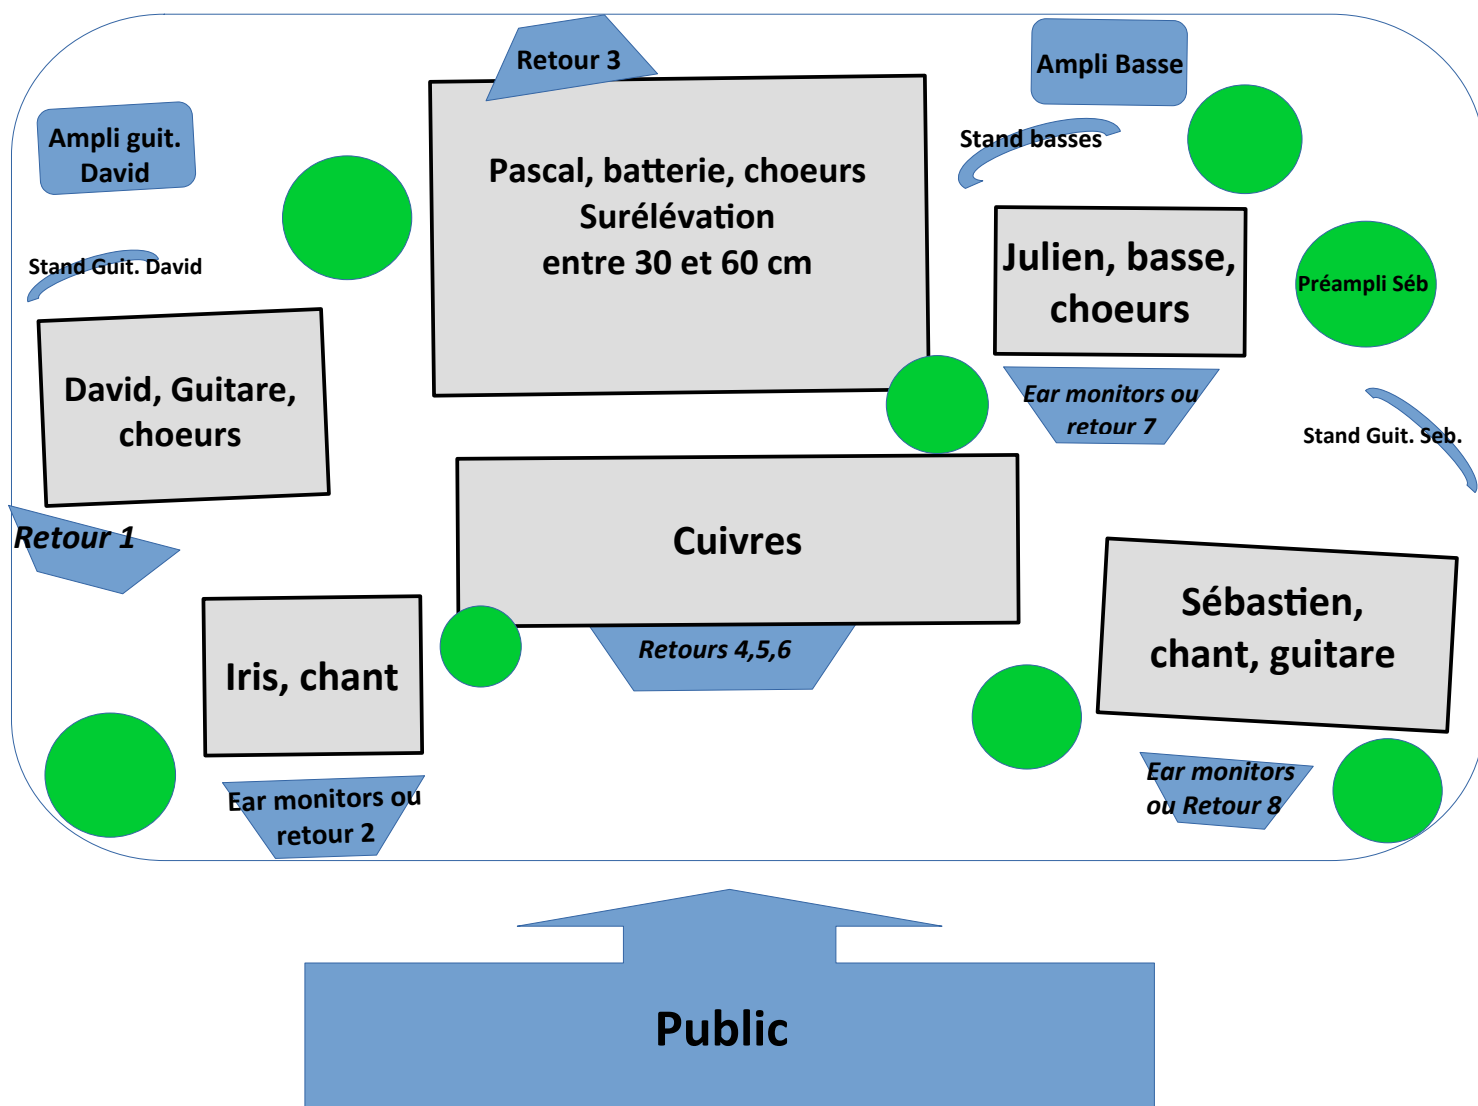 Retour 3
Ampli Basse
Ampli guit.
David
Stand basses
Pascal, batterie, choeurs
Surélévation
entre 30 et 60 cm
Julien, basse,
choeurs
Stand Guit. David
Préampli Séb
David, Guitare,
choeurs
Ear monitors ou
retour 7
Stand Guit. Seb.
Retour 1
Cuivres
Sébastien,
chant, guitare
Iris, chant
Retours 4,5,6
Ear monitors ou
retour 2
Ear monitors
ou Retour 8
Public